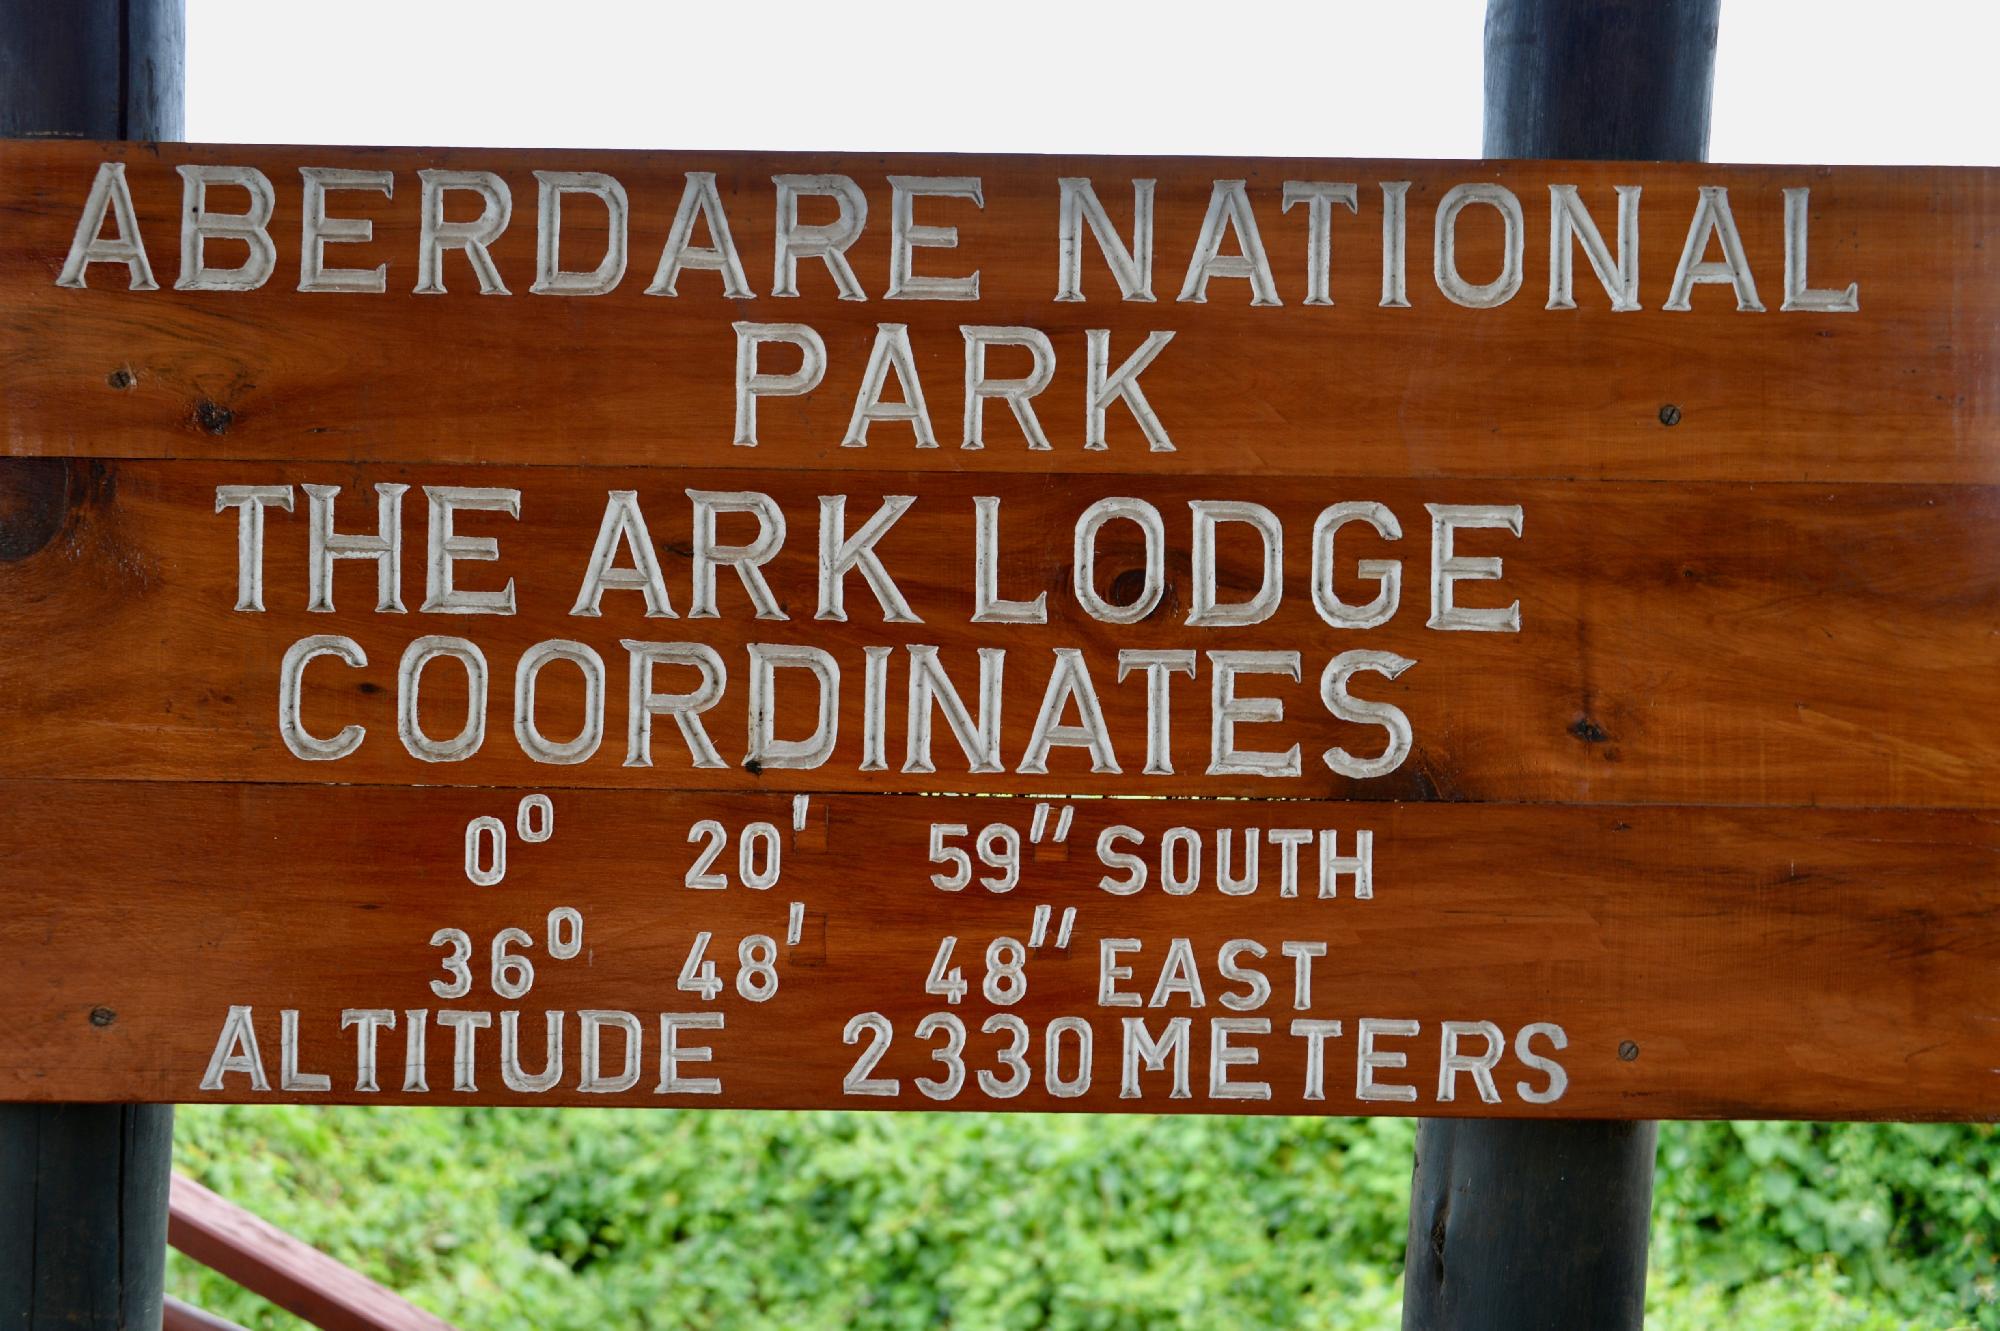 ABERDARE NATIONAL
PARK
THE ARK LODGE
COORDINATES
0° 20' 59" SOUTH
36° 48' 48" EAST
ALTITUDE 2330 METERS